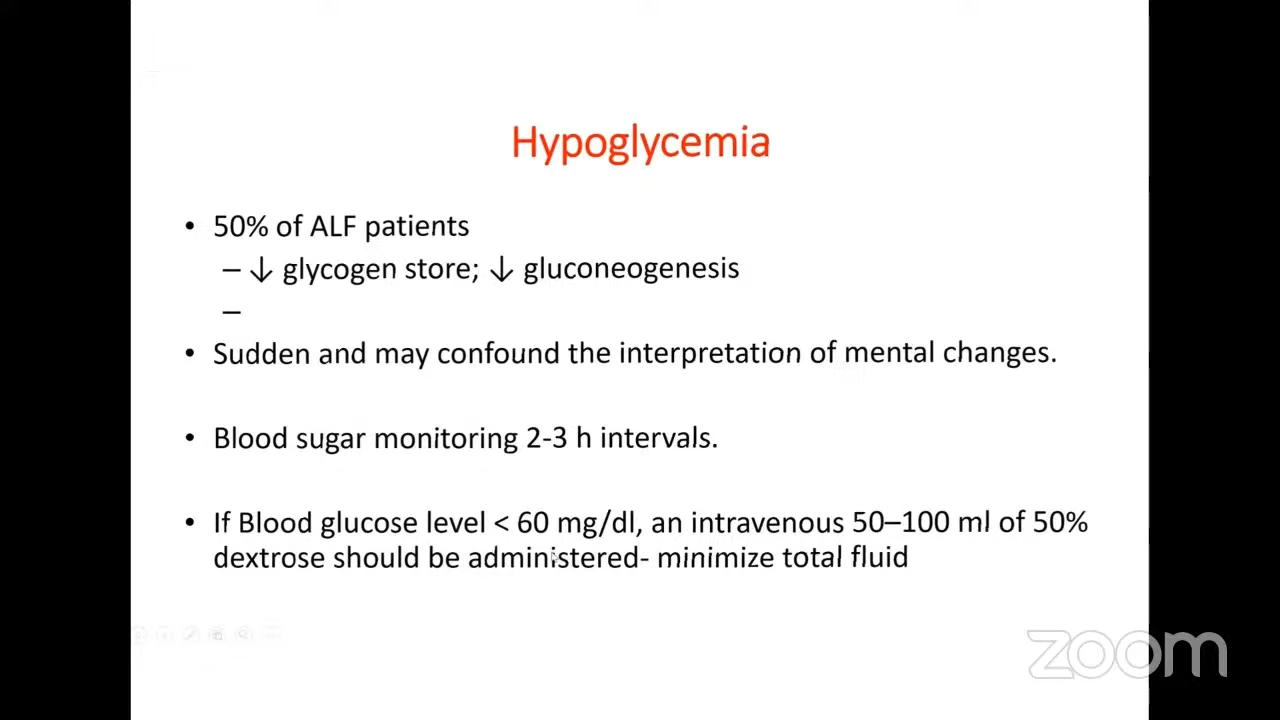 Hypoglycemia
• 50% of ALF patients
– ↓ glycogen store; ↓ gluconeogenesis
–
• Sudden and may confound the interpretation of mental changes.
• Blood sugar monitoring 2-3 h intervals.
• If Blood glucose level < 60 mg/dl, an intravenous 50–100 ml of 50%
dextrose should be administered- minimize total fluid
zoom